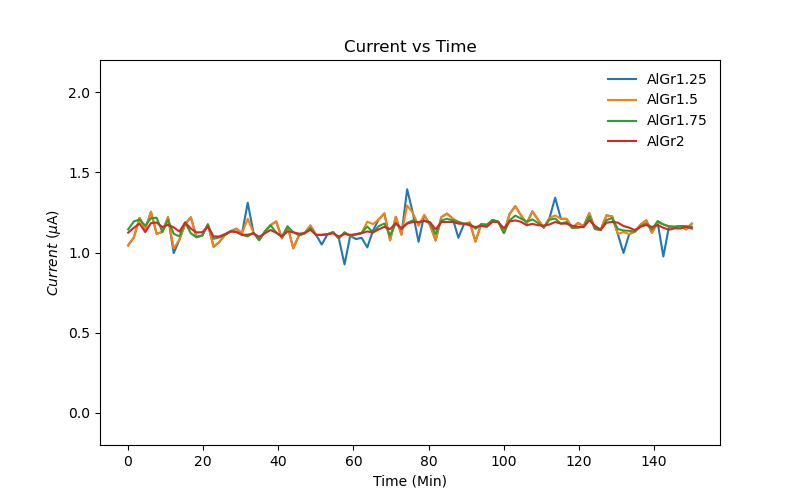 Current vs Time
AlGr1.25
AlGr1.5
AlGr1.75
AlGr2
2.0
1.5
1.0
0.5
0.0
Current (μA)
0 20 40 60 80 100 120 140
Time (Min)